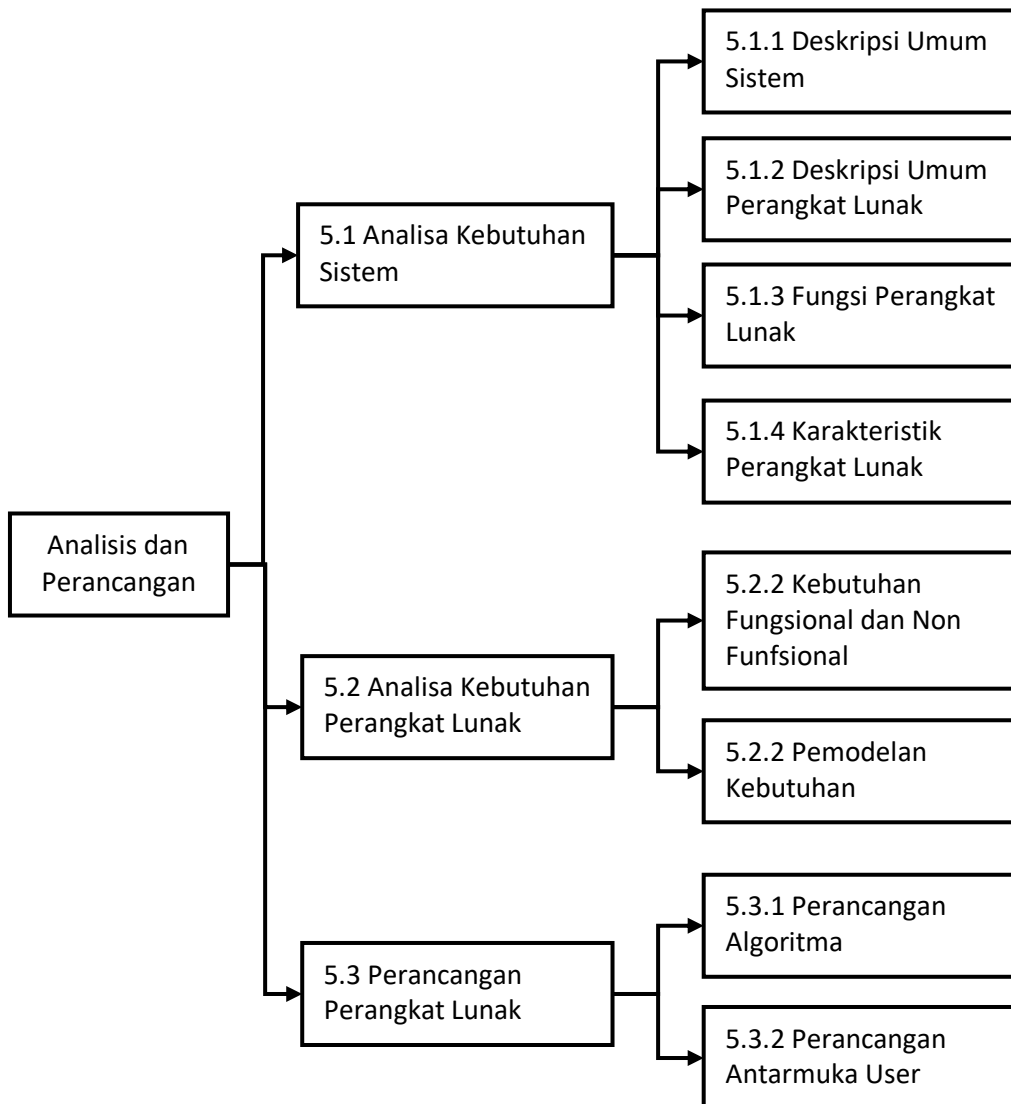 Analisis dan
Perancangan
5.1 Analisa Kebutuhan
Sistem
5.1.1 Deskripsi Umum
Sistem
5.1.2 Deskripsi Umum
Perangkat Lunak
5.1.3 Fungsi Perangkat
Lunak
5.1.4 Karakteristik
Perangkat Lunak
5.2 Analisa Kebutuhan
Perangkat Lunak
5.2.2 Kebutuhan
Fungsional dan Non
Funfsional
5.2.2 Pemodelan
Kebutuhan
5.3 Perancangan
Perangkat Lunak
5.3.1 Perancangan
Algoritma
5.3.2 Perancangan
Antarmuka User